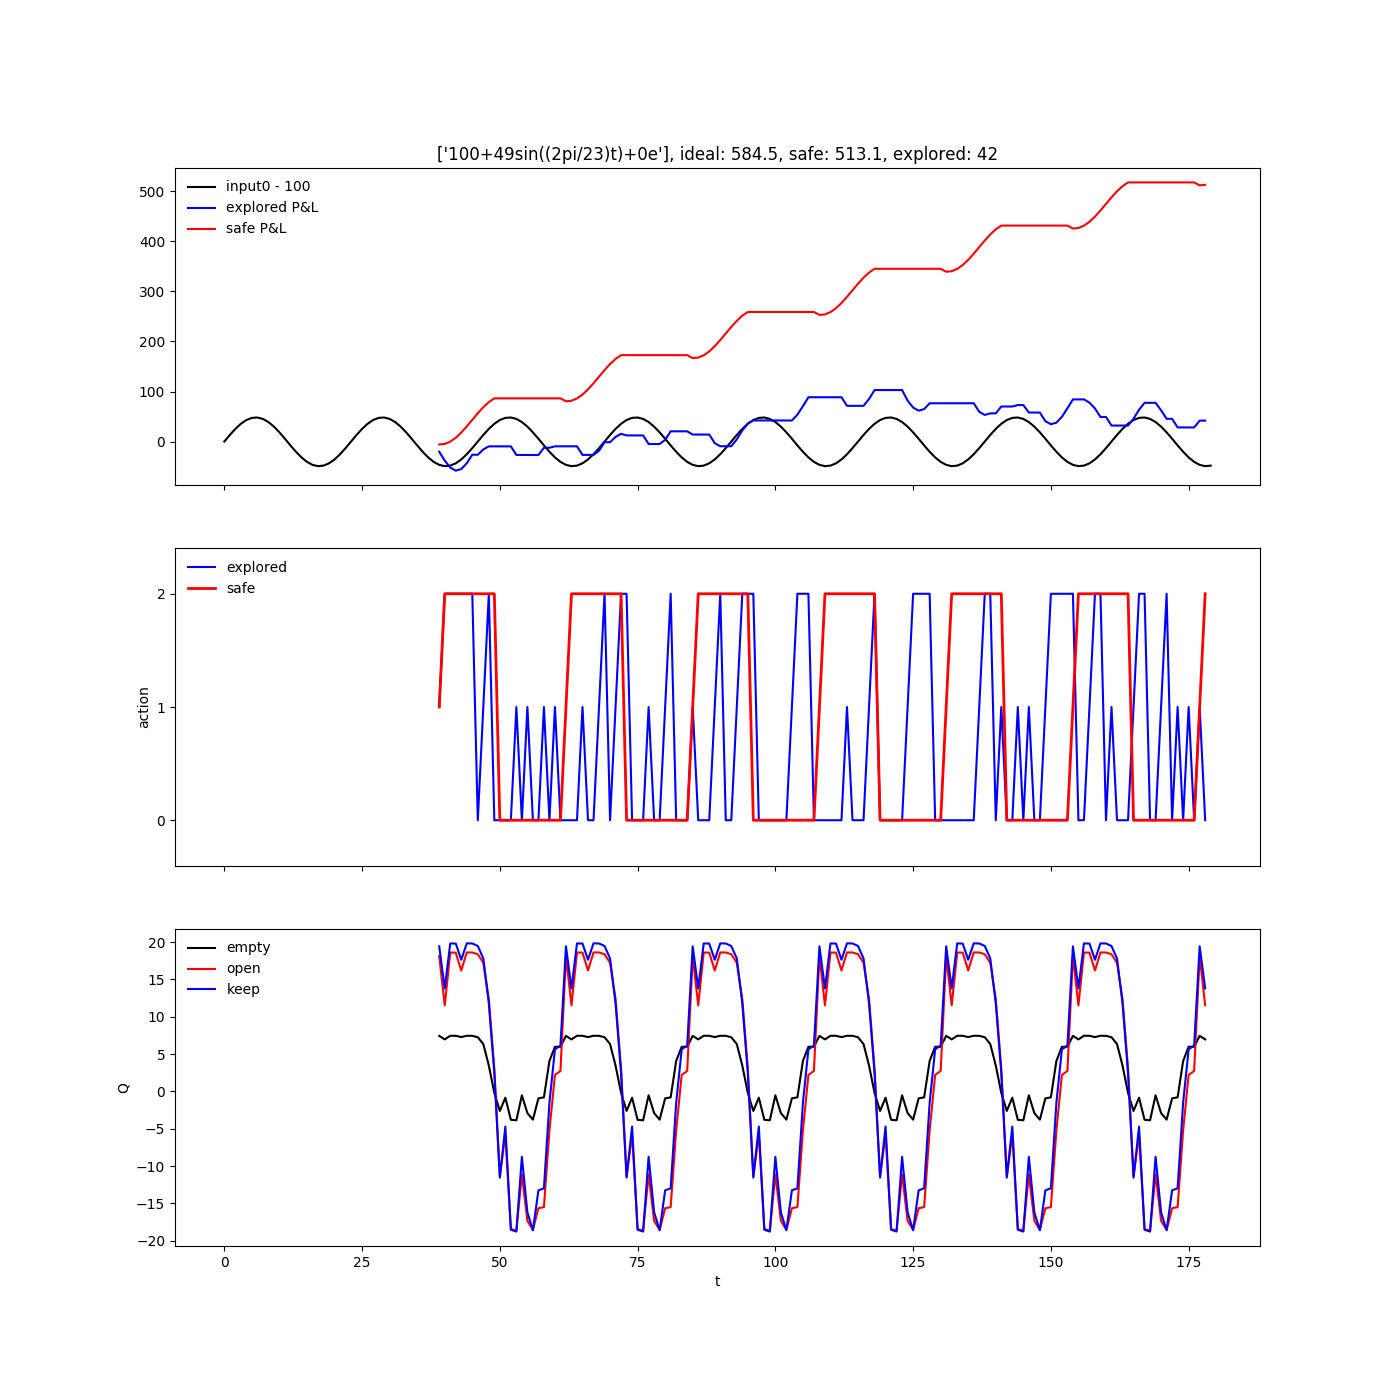 ['100+49sin((2pi/23)t)+0e'], ideal: 584.5, safe: 513.1, explored: 42
500
400
300
200
100
0
input0 - 100
explored P&L
safe P&L
explored
safe
2
1
0
action
empty
open
keep
20
15
10
5
0
−5
−10
−15
−20
Q
0 25 50 75 100 125 150 175
t